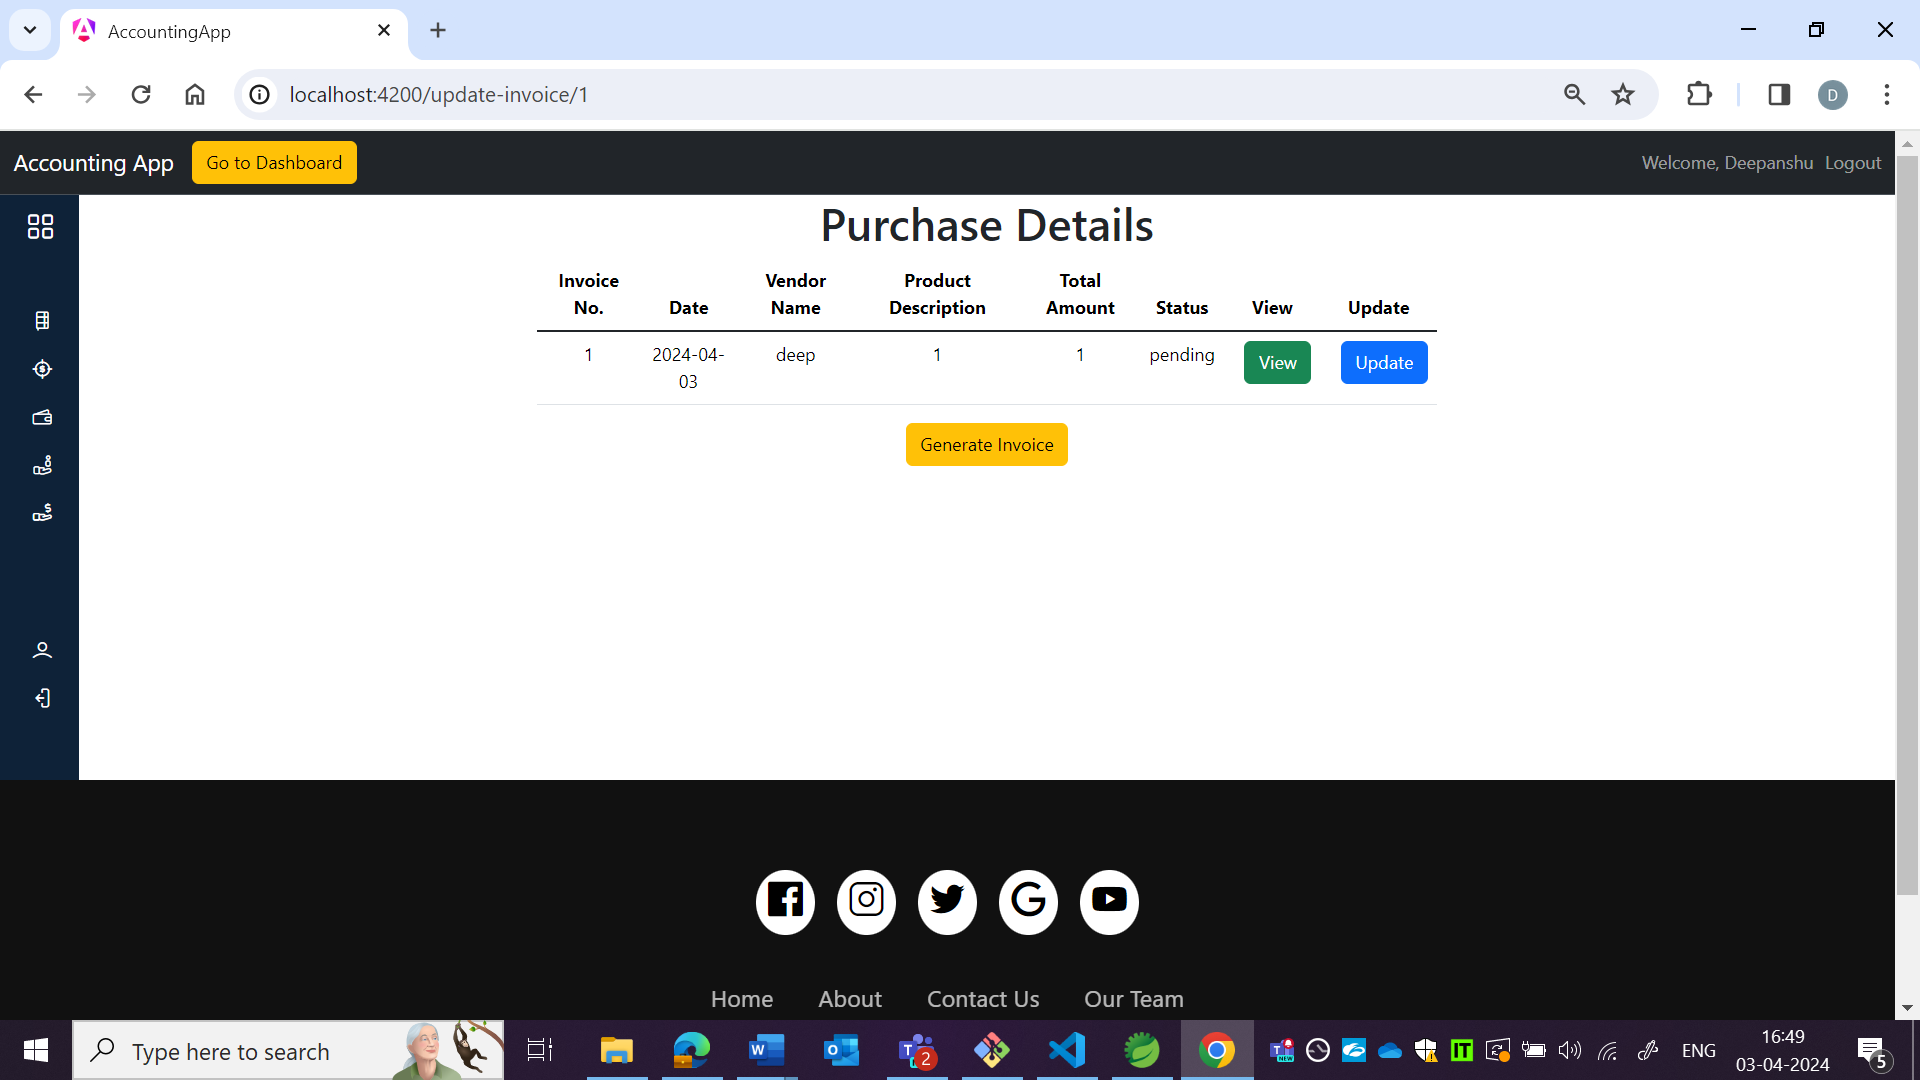 AccountingApp
localhost:4200/update-invoice/1
D
Accounting App
Go to Dashboard
Welcome, Deepanshu
Logout
Purchase Details
Invoice No.
Date
Vendor Name
Product Description
Total Amount
Status
View
Update
1
2024-04-03
deep
1
1
pending
View
Update
Generate Invoice
Home
About
Contact Us
Our Team
Type here to search
2
ENG
16:49
03-04-2024
5